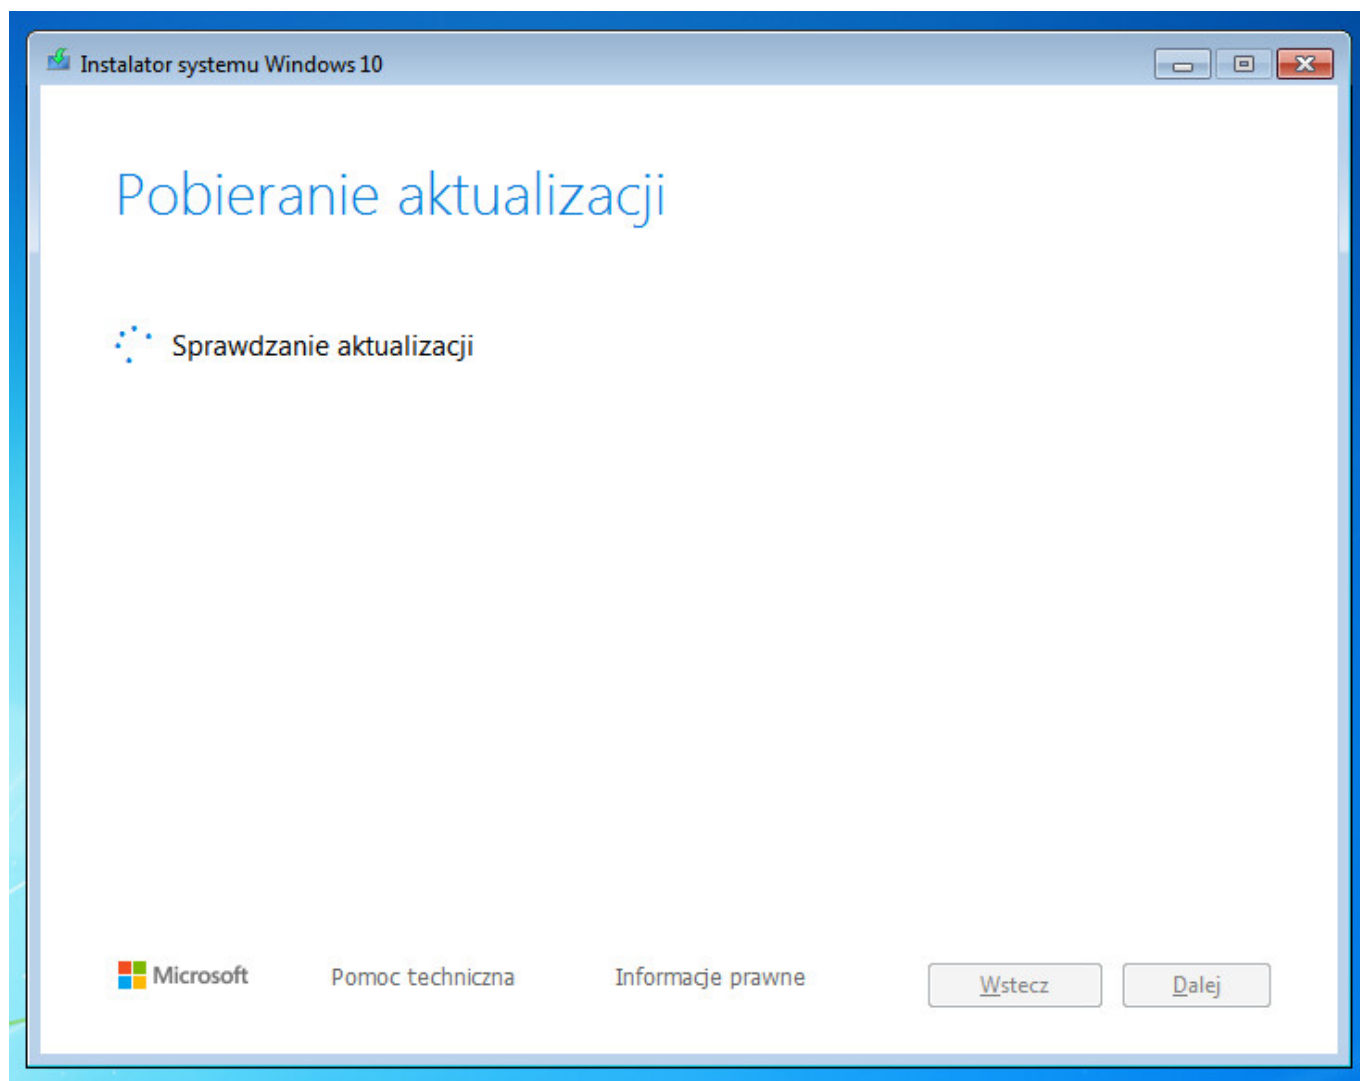 Instalator systemu Windows 10
Pobieranie aktualizacji
Sprawdzanie aktualizacji
Microsoft Pomoc techniczna Informacje prawne Wstecz Dalej